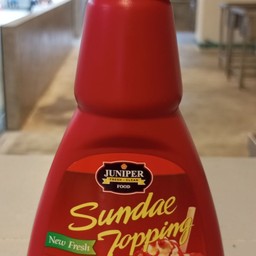 JUNIPER
FOOD
Sundae
Topping
New Fresh